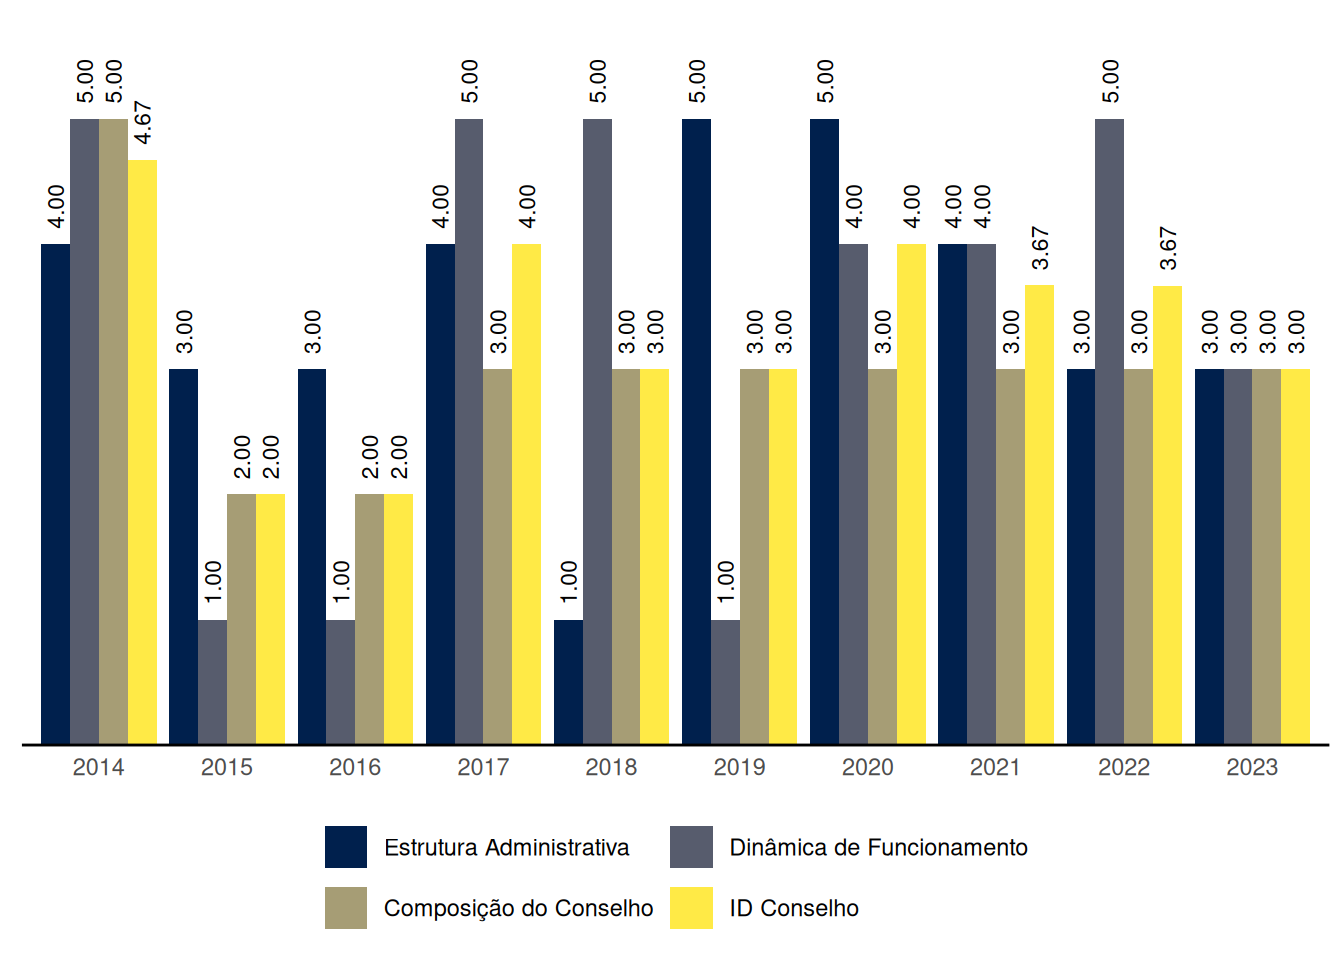 4.00 5.00 5.00 4.67
3.00 1.00 2.00 2.00
3.00 1.00 2.00 2.00
4.00 5.00 3.00 4.00
1.00 5.00 3.00 3.00
5.00 1.00 3.00 3.00
5.00 4.00 3.00 4.00
4.00 4.00 3.00 3.67
3.00 5.00 3.00 3.67
3.00 3.00 3.00 3.00
2014 2015 2016 2017 2018 2019 2020 2021 2022 2023
Estrutura Administrativa Dinâmica de Funcionamento
Composição do Conselho ID Conselho